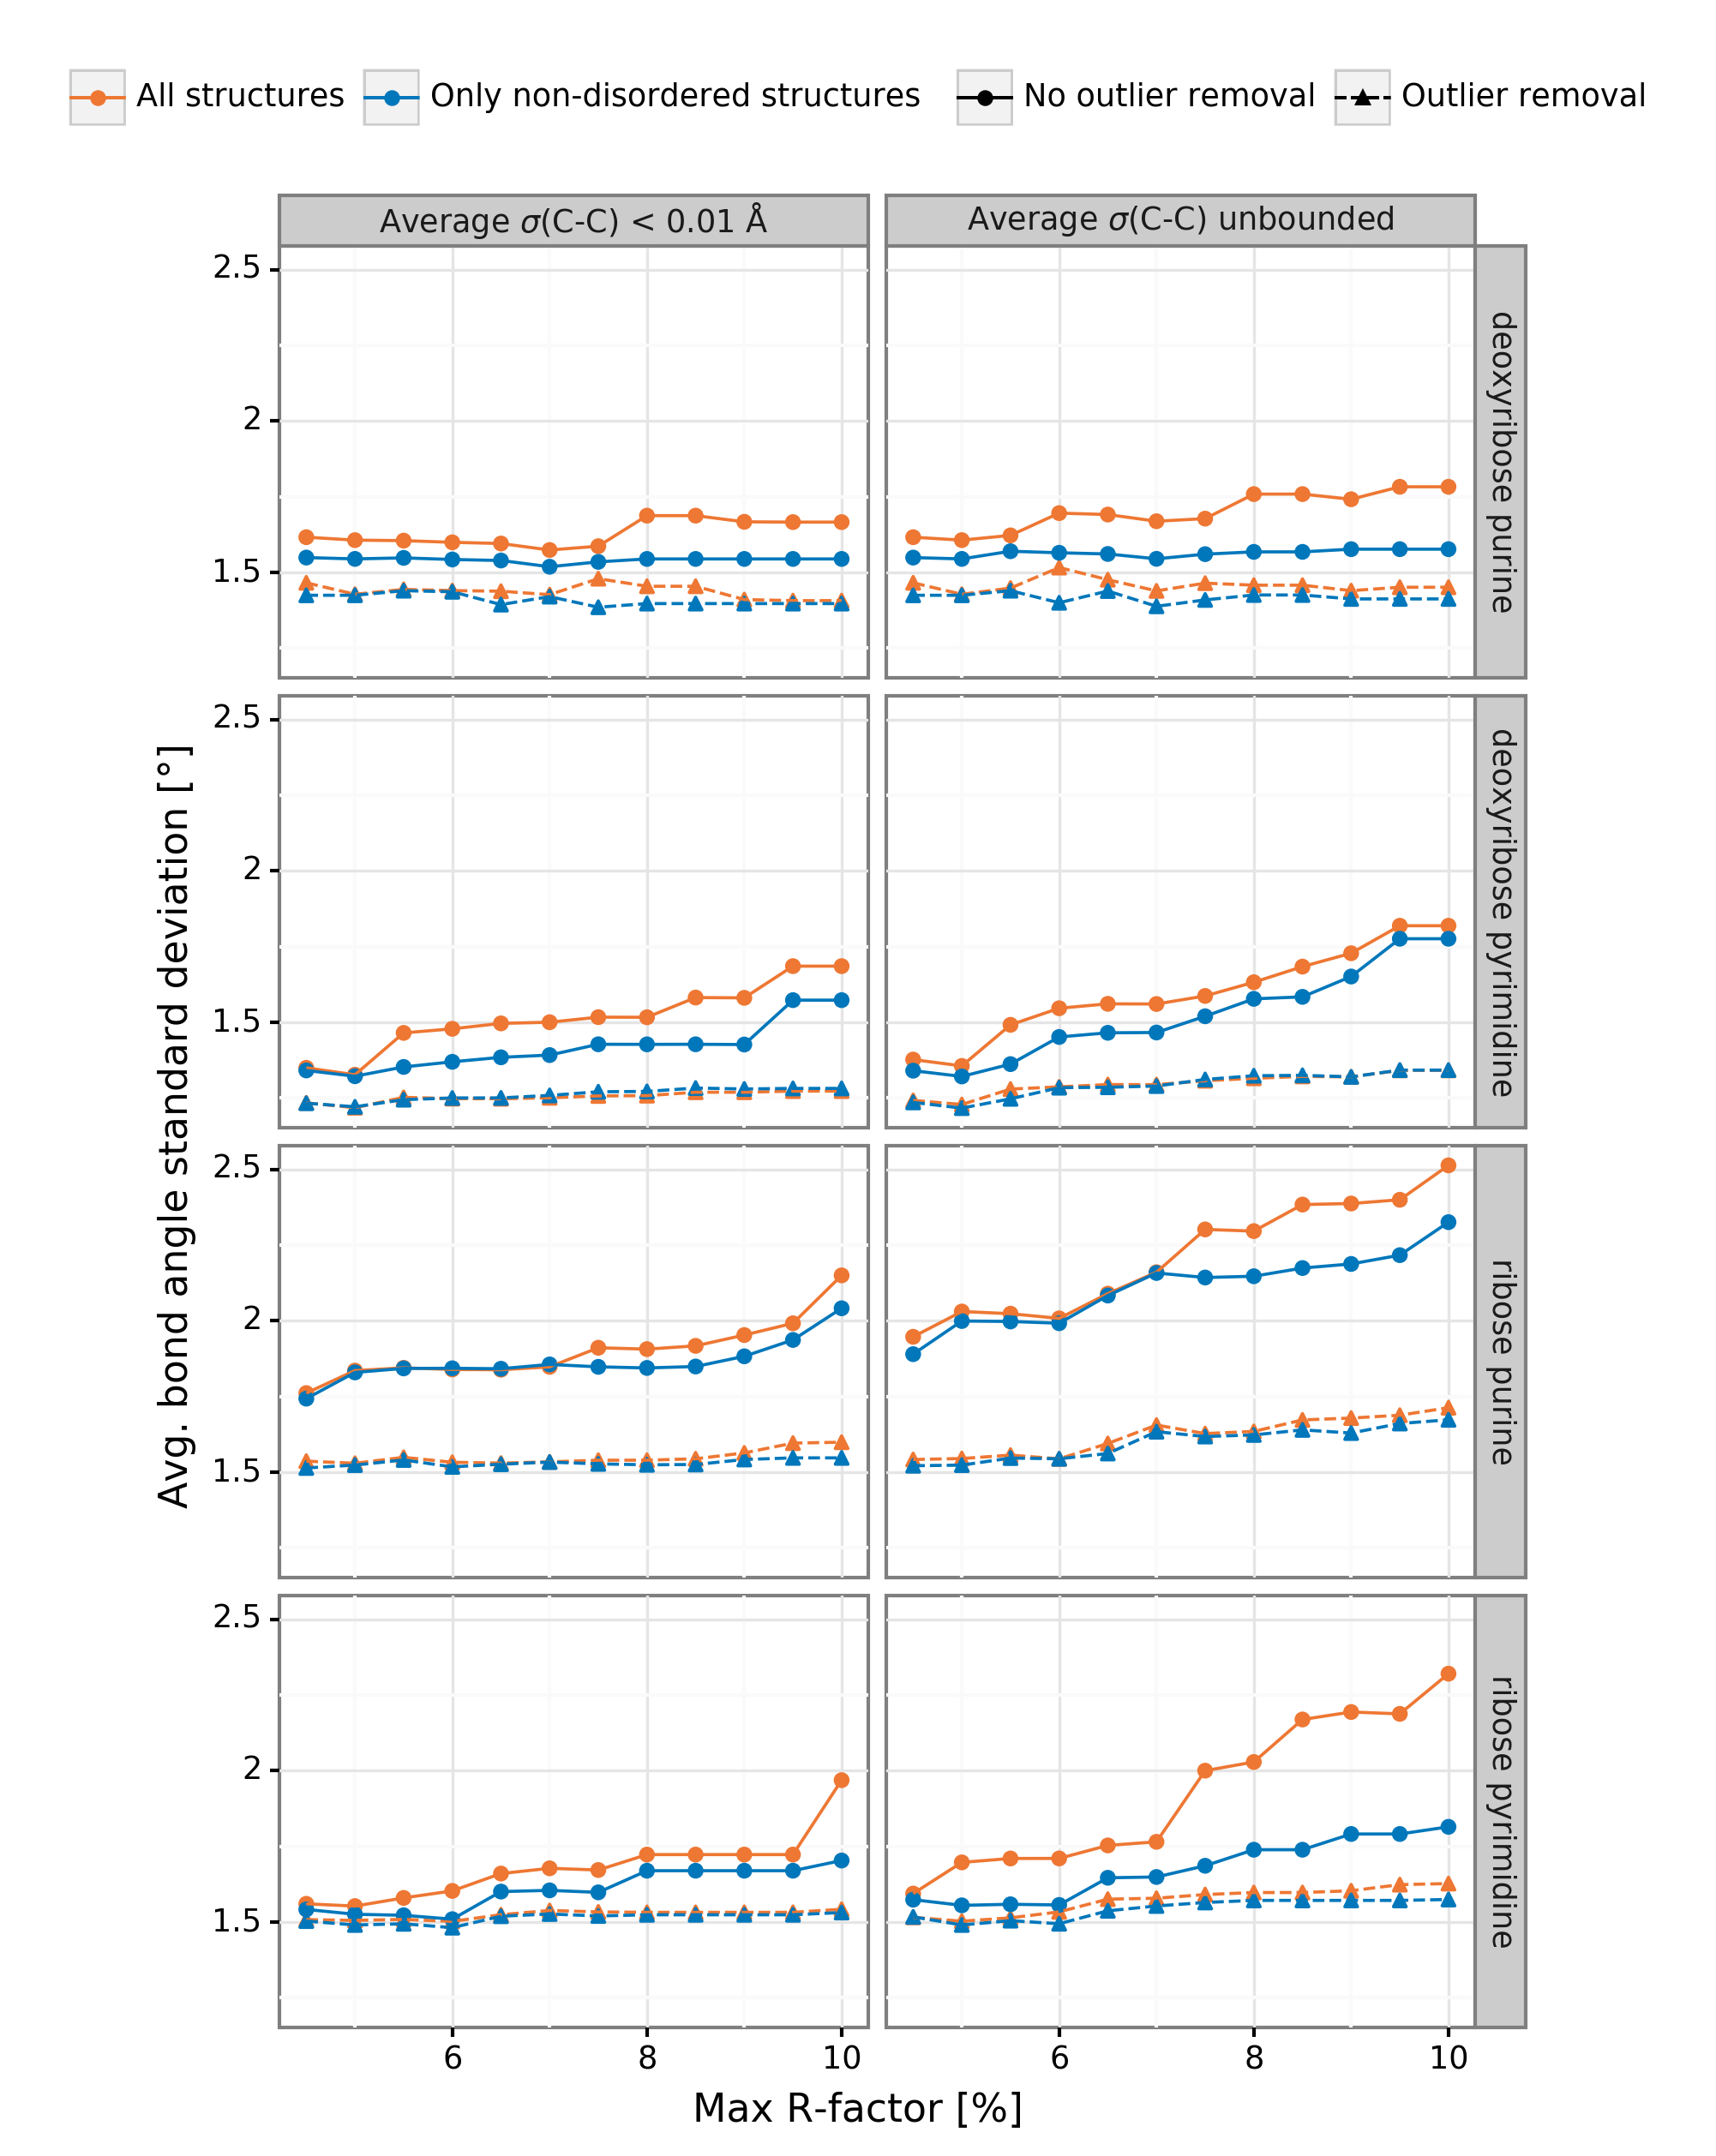 All structures
Only non-disordered structures
No outlier removal
Outlier removal
Average σ(C-C) < 0.01 Å
Average σ(C-C) unbounded
2.5
2
1.5
deoxyribose purine
2.5
2
1.5
deoxyribose pyrimidine
Avg. bond angle standard deviation [°]
2.5
2
1.5
ribose purine
2.5
2
1.5
ribose pyrimidine
6
8
10
6
8
10
Max R-factor [%]